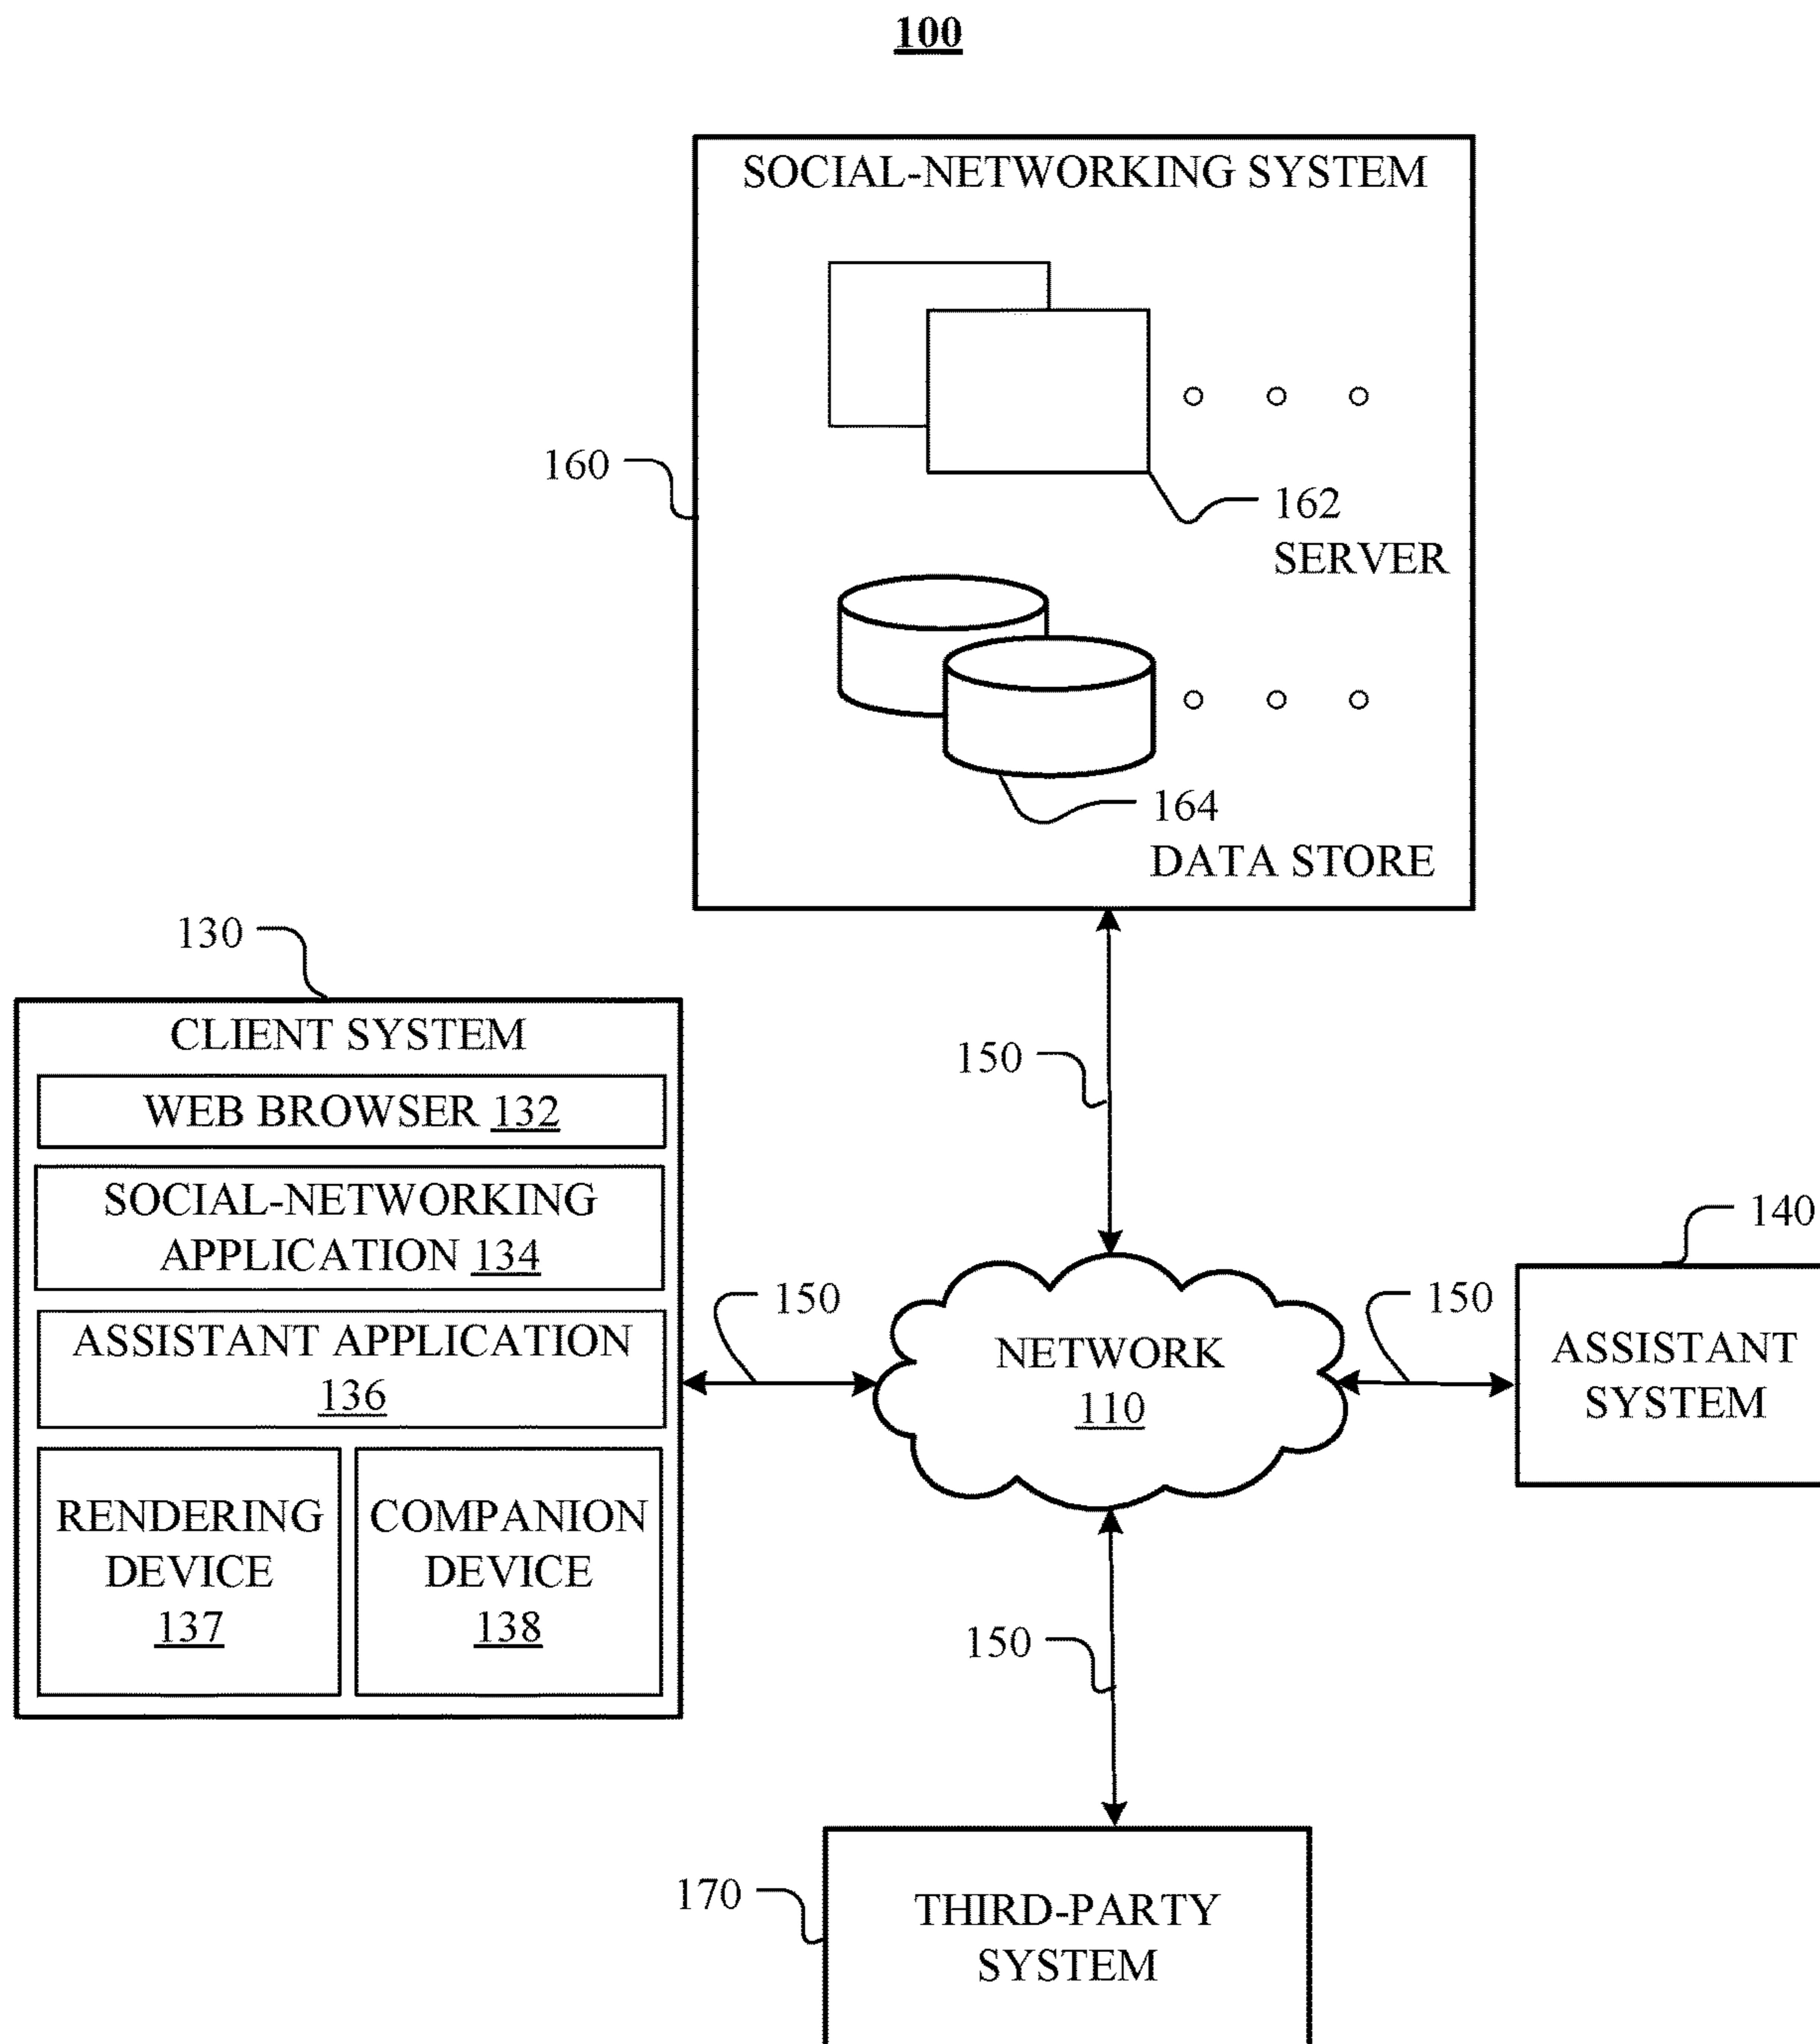 100
SOCIAL-NETWORKING SYSTEM
160
162
SERVER
164
DATA STORE
130
CLIENT SYSTEM
WEB BROWSER 132
SOCIAL-NETWORKING
APPLICATION 134
ASSISTANT APPLICATION
136
RENDERING
DEVICE
137
COMPANION
DEVICE
138
150
150
NETWORK
110
150
140
ASSISTANT
SYSTEM
150
170
THIRD-PARTY
SYSTEM